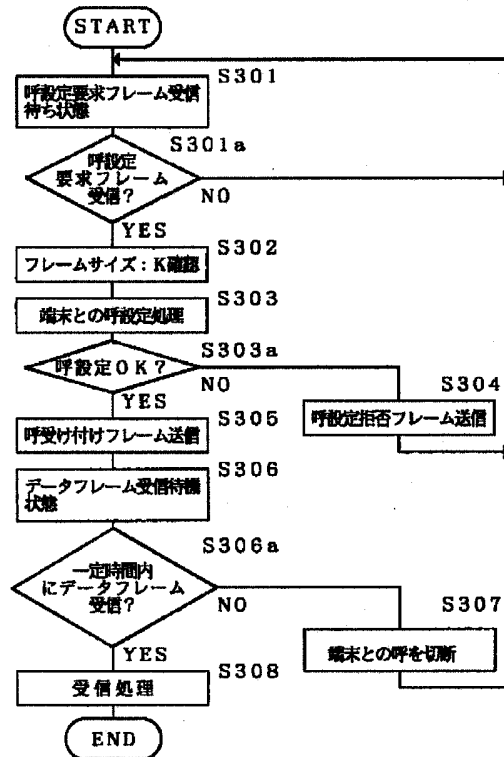 START
S301
呼設定要求フレーム受信
待ち状態
S301a
呼設定
要求フレーム
受信？
NO
YES
S302
フレームサイズ：K確認
S303
端末との呼設定処理
S303a
呼設定OK？
NO
YES
S304
呼設定拒否フレーム送信
S305
呼受け付けフレーム送信
S306
データフレーム受信待機
状態
S306a
一定時間内
にデータフレーム
受信？
NO
YES
S307
端末との呼を切断
S308
受信処理
END